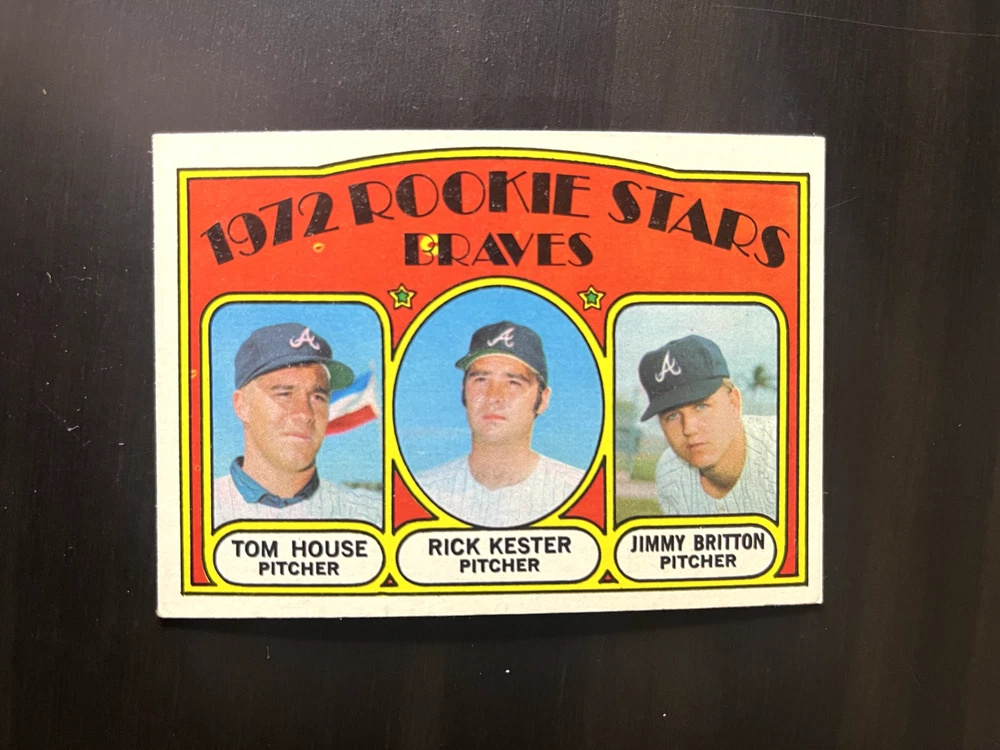 1972 ROOKIE STARS
BRAVES
A
A
A
TOM HOUSE
PITCHER
RICK KESTER
PITCHER
JIMMY BRITTON
PITCHER